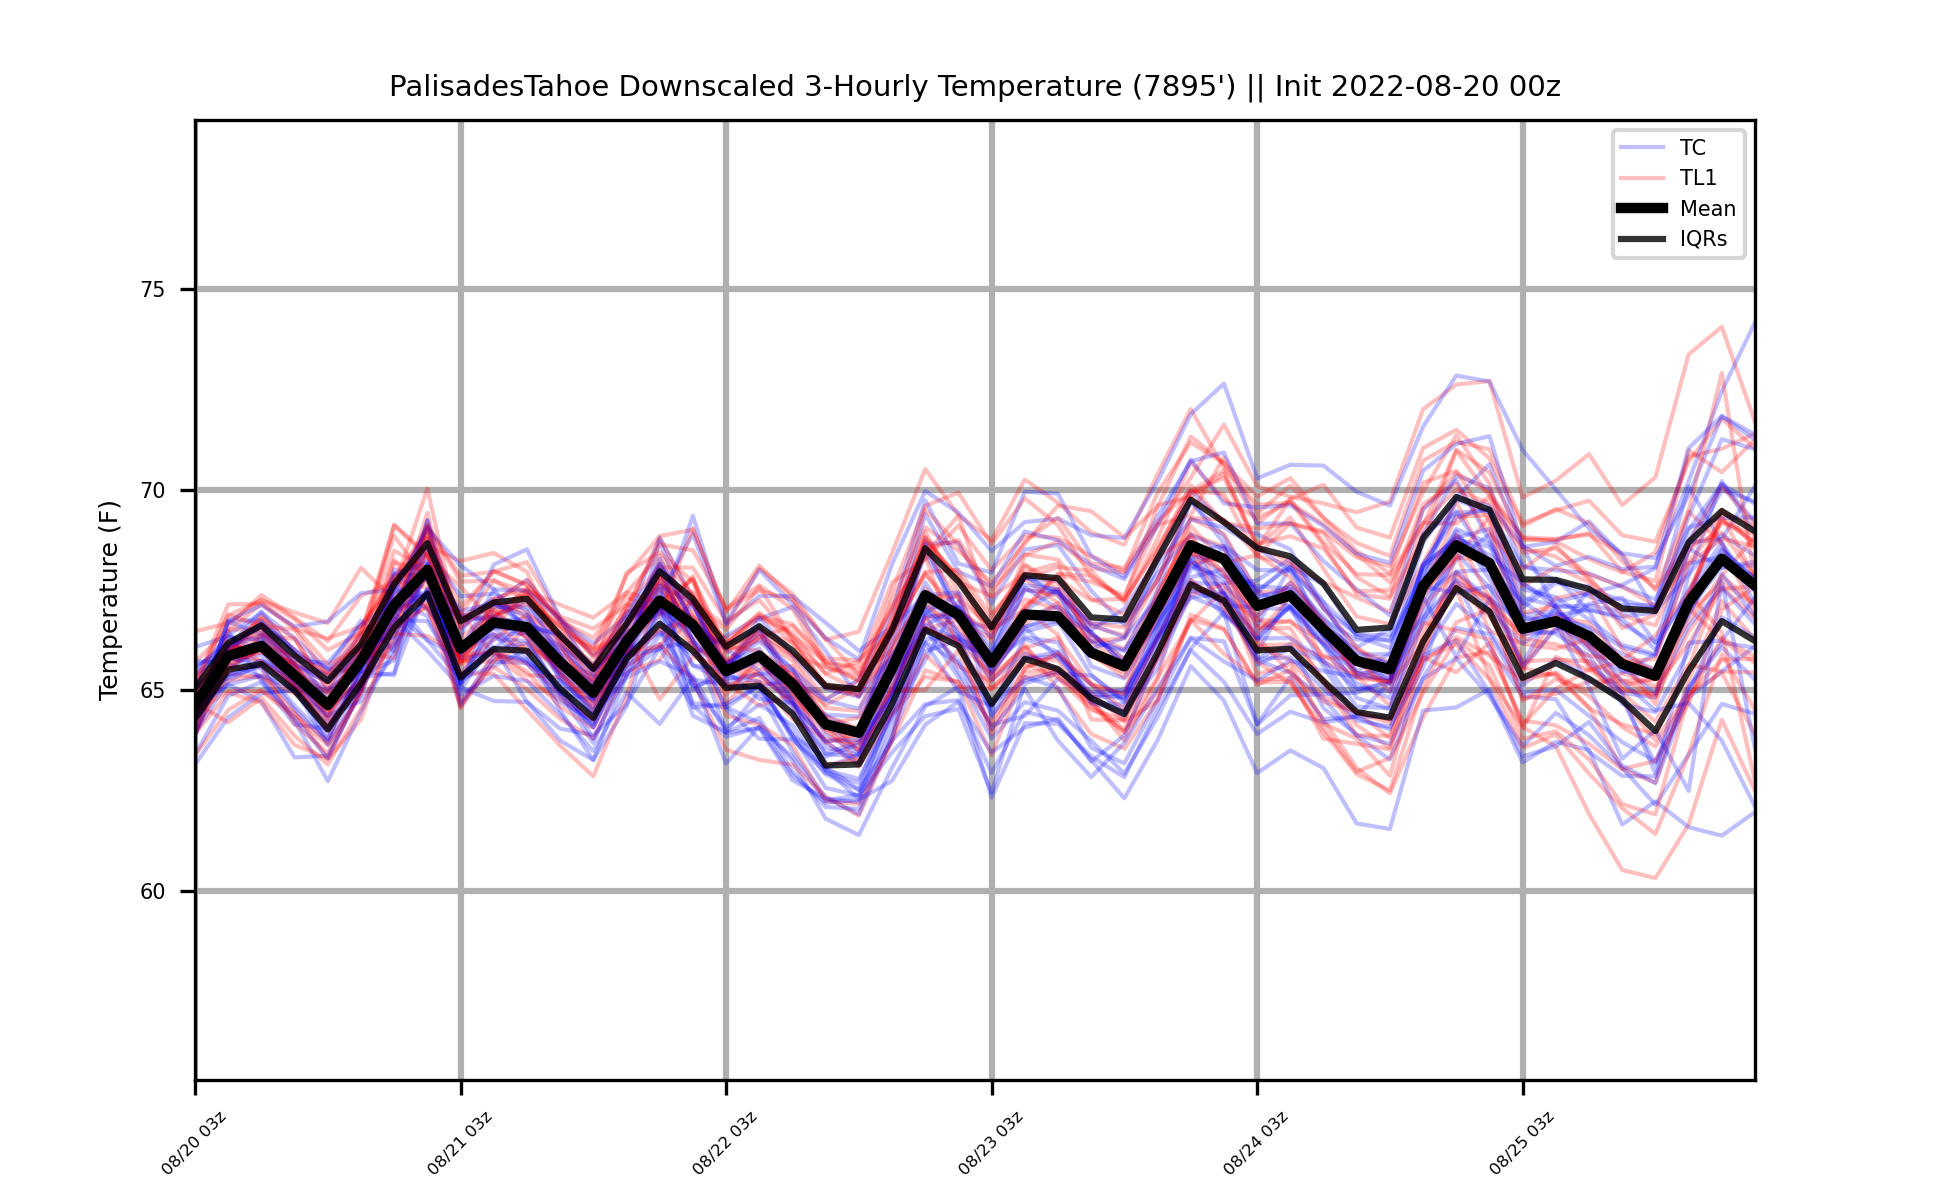 PalisadesTahoe Downscaled 3-Hourly Temperature (7895') || Init 2022-08-20 00z
TC
TL1
Mean
IQRs
Temperature (F)
75
70
65
60
08/20 03z
08/21 03z
08/22 03z
08/23 03z
08/24 03z
08/25 03z